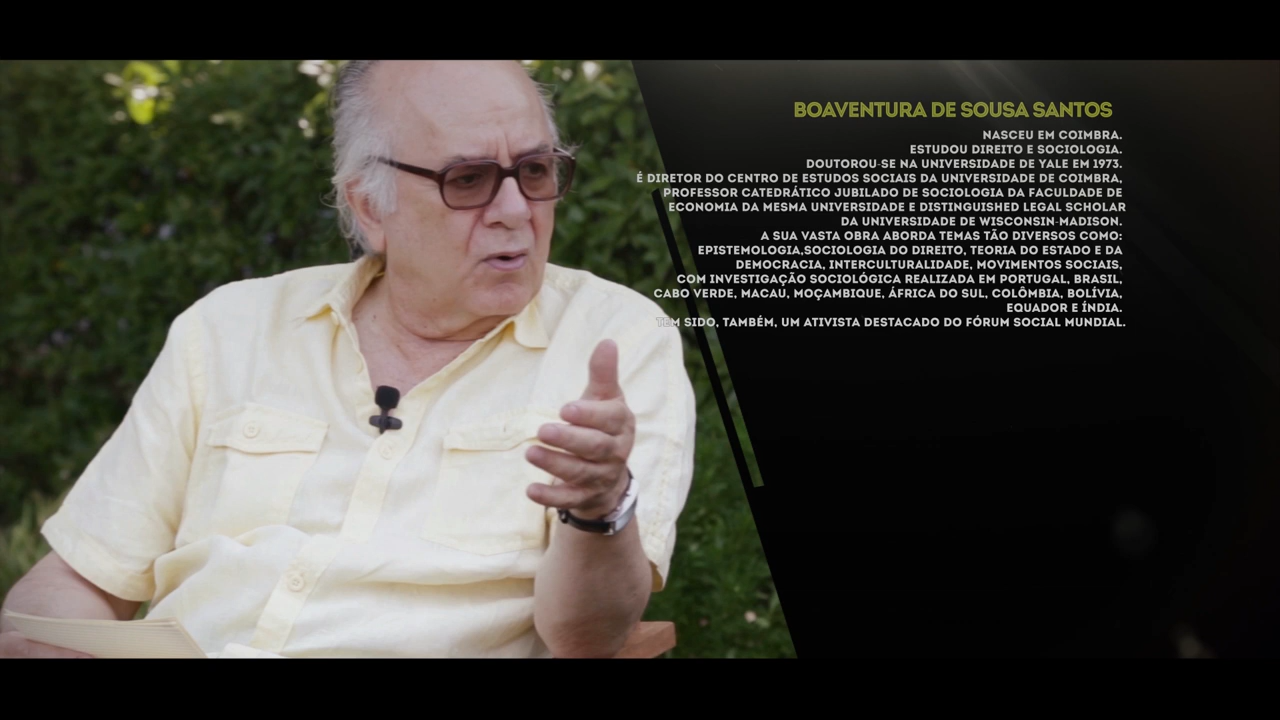 BOAVENTURA DE SOUSA SANTOS
NASCEU EM COIMBRA.
ESTUDOU DIREITO E SOCIOLOGIA.
DOUTOROU-SE NA UNIVERSIDADE DE YALE EM 1973.
É DIRETOR DO CENTRO DE ESTUDOS SOCIAIS DA UNIVERSIDADE DE COIMBRA,
PROFESSOR CATEDRÁTICO JUBILADO DE SOCIOLOGIA DA FACULDADE DE
ECONOMIA DA MESMA UNIVERSIDADE E DISTINGUISHED LEGAL SCHOLAR
DA UNIVERSIDADE DE WISCONSIN-MADISON.
A SUA VASTA OBRA ABORDA TEMAS TÃO DIVERSOS COMO:
EPISTEMOLOGIA,SOCIOLOGIA DO DIREITO, TEORIA DO ESTADO E DA
DEMOCRACIA, INTERCULTURALIDADE, MOVIMENTOS SOCIAIS,
COM INVESTIGAÇÃO SOCIOLÓGICA REALIZADA EM PORTUGAL, BRASIL,
CABO VERDE, MACAU, MOÇAMBIQUE, ÁFRICA DO SUL, COLÔMBIA, BOLÍVIA,
EQUADOR E ÍNDIA.
TEM SIDO, TAMBÉM, UM ATIVISTA DESTACADO DO FÓRUM SOCIAL MUNDIAL.